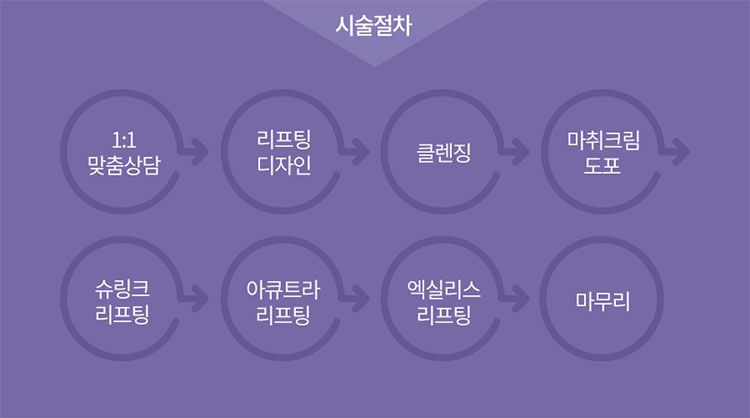 시술절차
1:1
맞춤상담
리프팅
디자인
클렌징
마취크림
도포
슈링크
리프팅
아큐트라
리프팅
엑실리스
리프팅
마무리